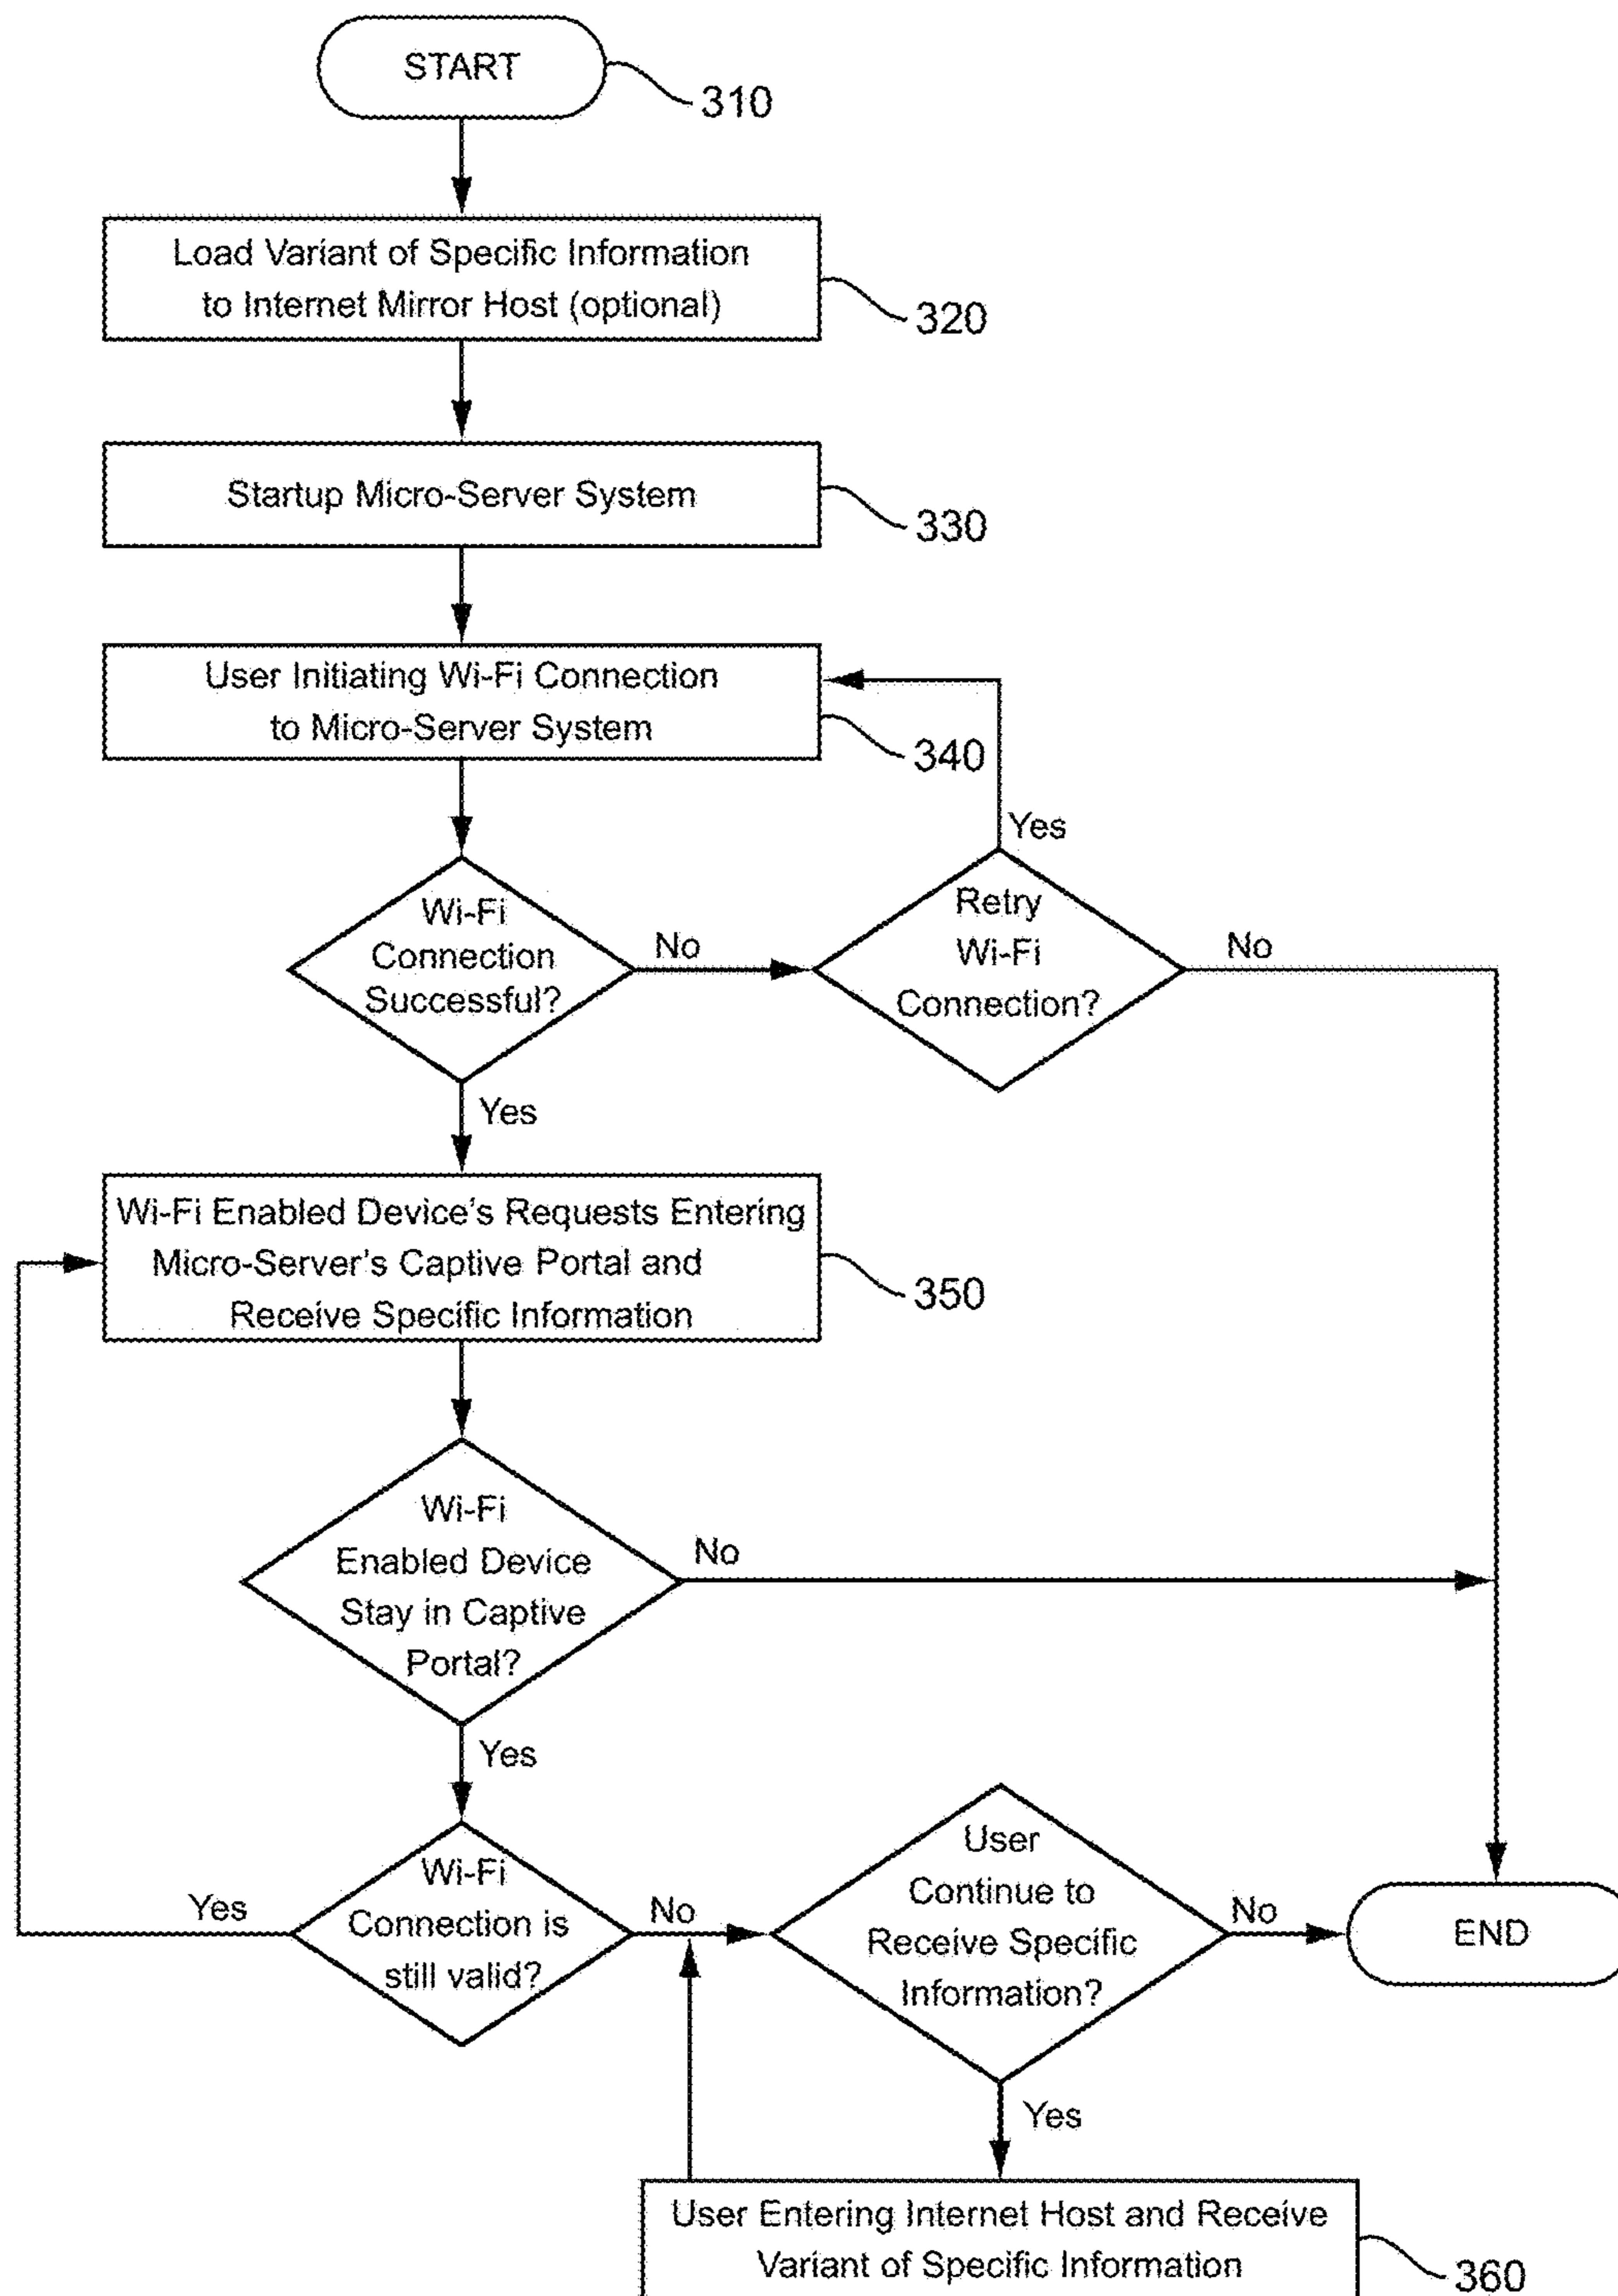 START
310
Load Variant of Specific Information
to Internet Mirror Host (optional)
320
Startup Micro-Server System
330
User Initiating Wi-Fi Connection
to Micro-Server System
340
Yes
Wi-Fi
Connection
Successful?
No
Retry
Wi-Fi
Connection?
No
Yes
Wi-Fi Enabled Device's Requests Entering
Micro-Server's Captive Portal and
Receive Specific Information
350
Wi-Fi
Enabled Device
Stay in Captive
Portal?
No
Yes
Yes
Wi-Fi
Connection is
still valid?
No
User
Continue to
Receive Specific
Information?
No
END
Yes
User Entering Internet Host and Receive
Variant of Specific Information
360